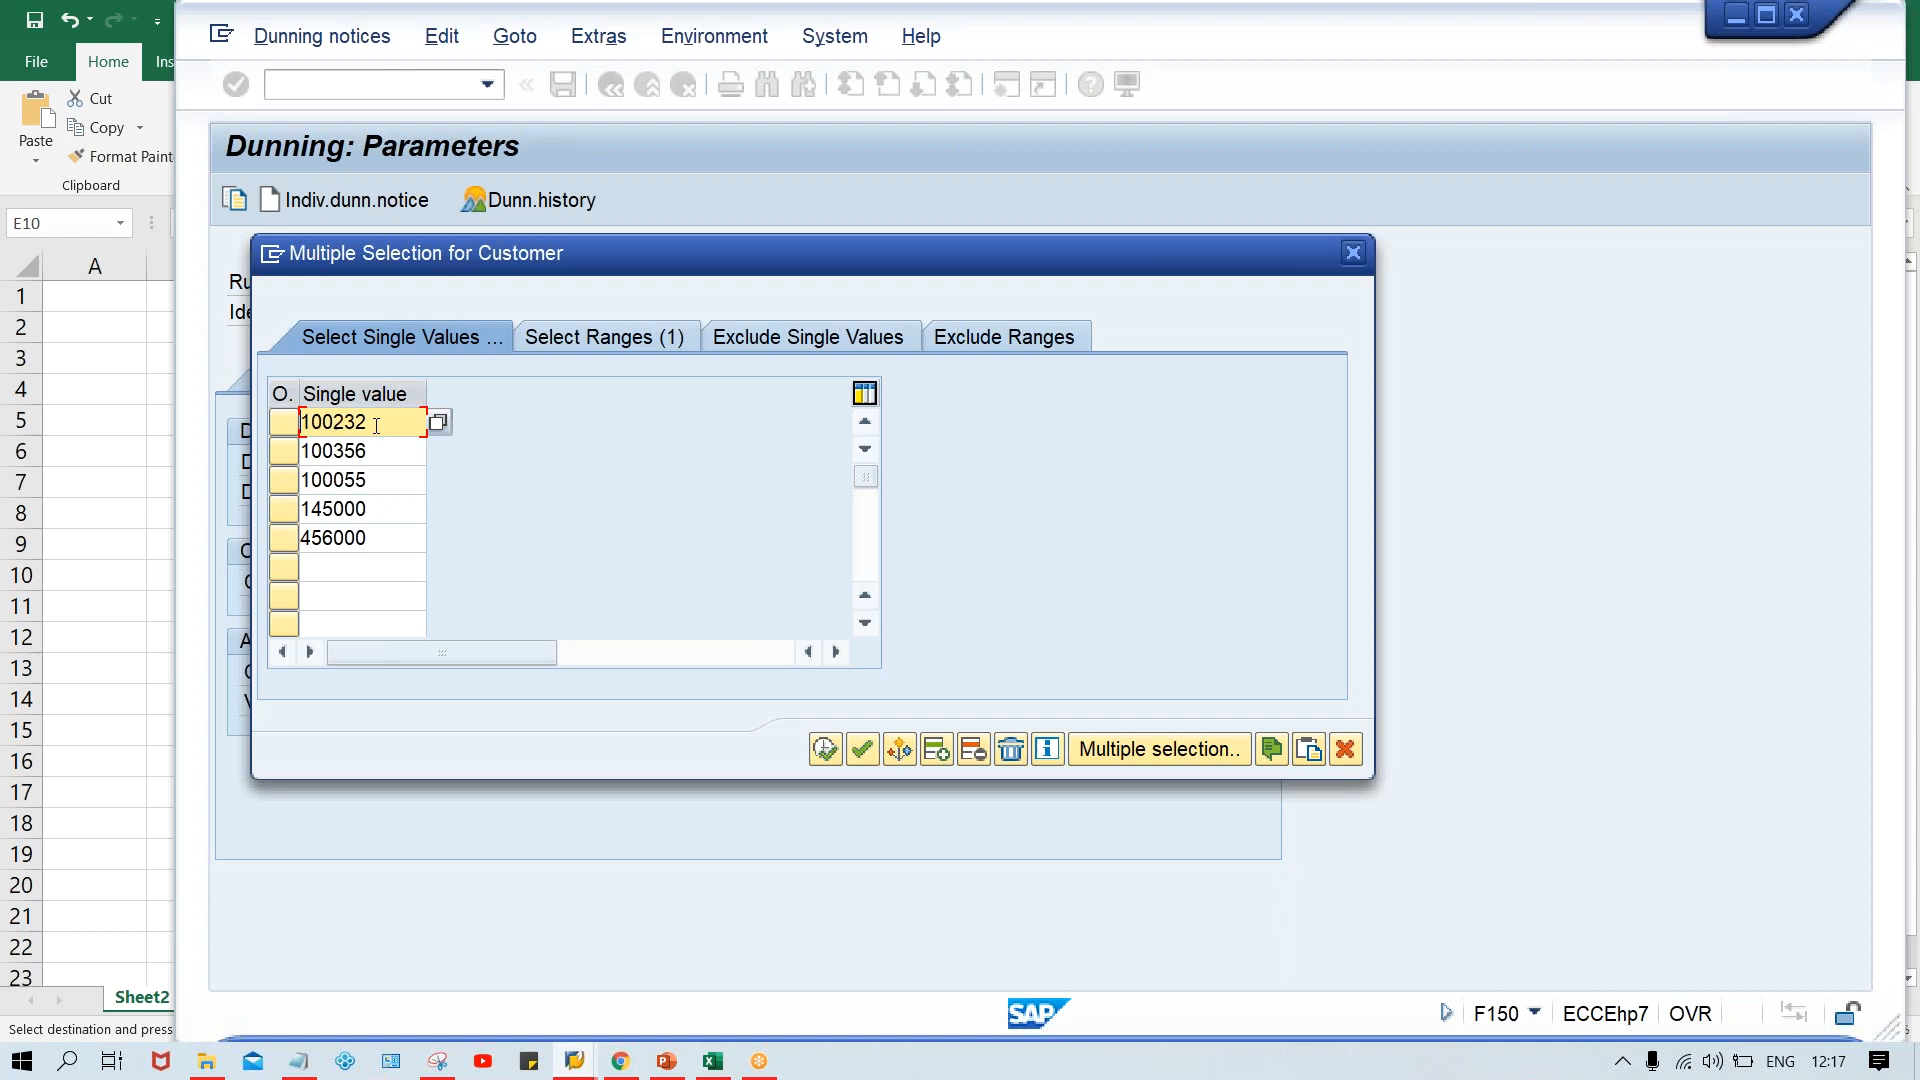 Dunning notices Edit Goto Extras Environment System Help
File Home Ins
Cut
Copy
Paste
Format Paint
Clipboard
Dunning: Parameters
Indiv.dunn.notice Dunn.history
E10
A
Multiple Selection for Customer
Ru
Ide
Select Single Values ... Select Ranges (1) Exclude Single Values Exclude Ranges
O. Single value
100232
100356
100055
145000
456000
Multiple selection..
1
2
3
4
5
6
7
8
9
10
11
12
13
14
15
16
17
18
19
20
21
22
23
Sheet2
SAP
F150 ECCEhp7 OVR
Select destination and press
ENG 12:17